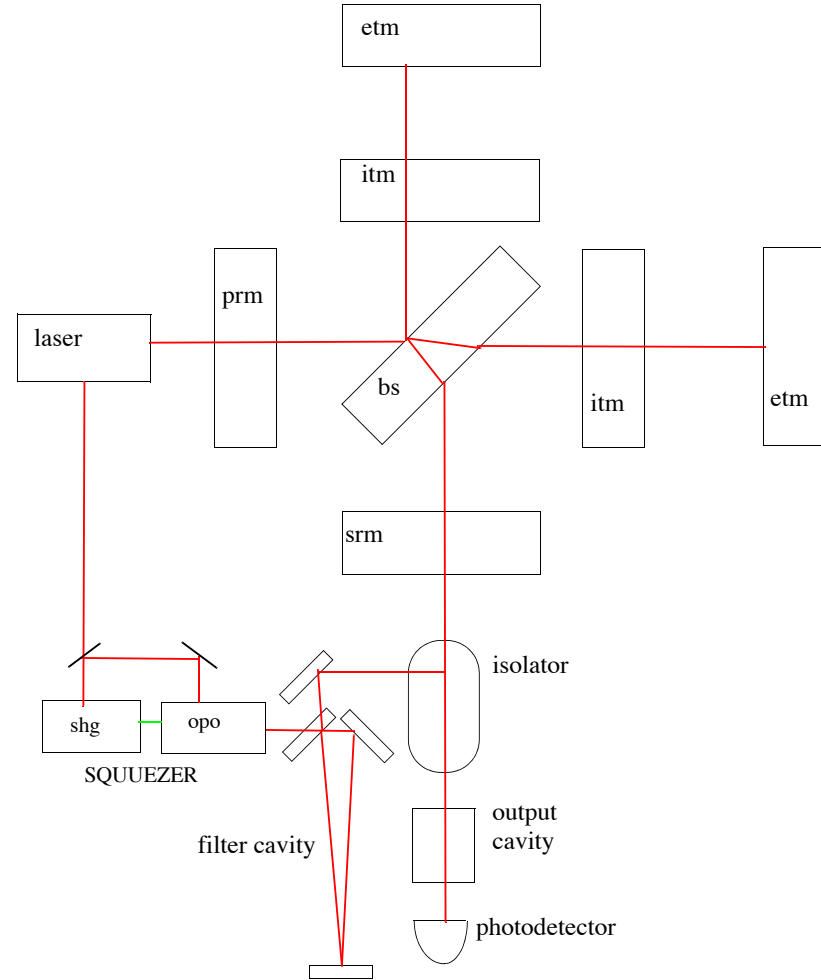 etm
itm
prm
laser
bs
itm
etm
srm
isolator
shg
opo
SQUUEZER
output
cavity
filter cavity
photodetector